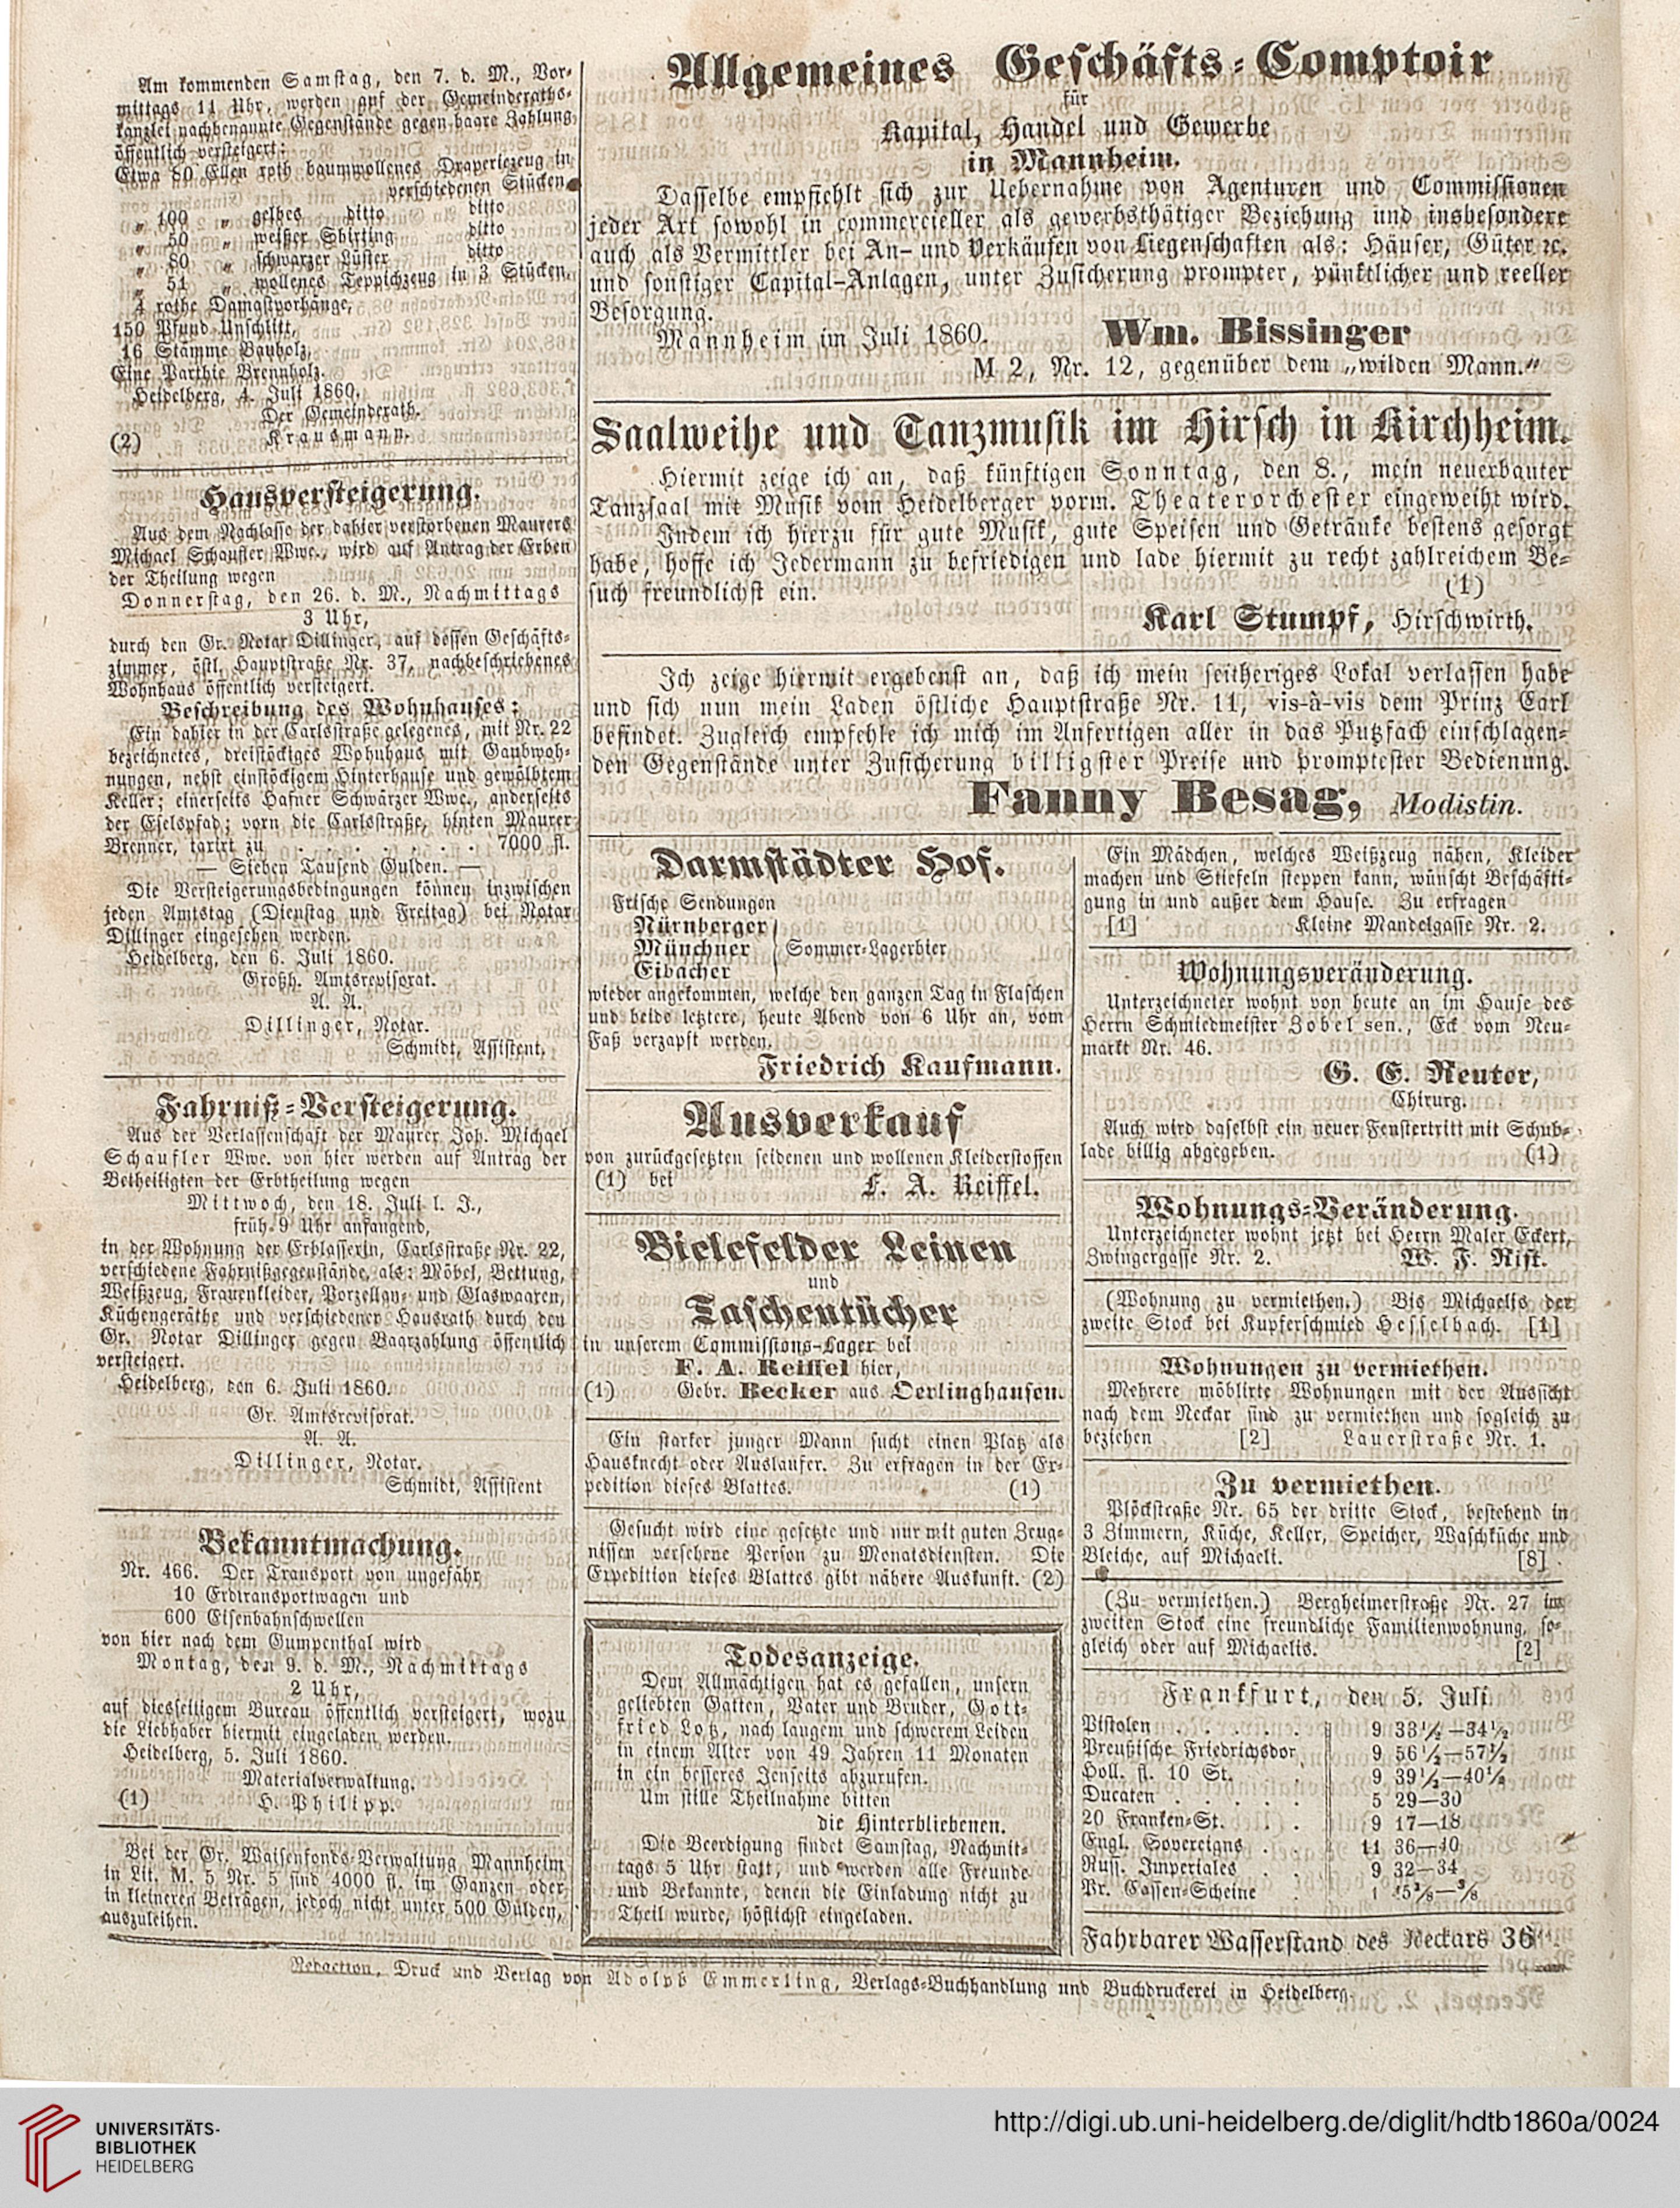 Am kommenden Samstag, den 7. d. M., Vor-
mittags 11 Uhr, werden auf der Gemeinderaths-
kanzlei nachbenannte Gegenstände gegen baare Zahlung
öffentlich versteigert:
Etwa 80 Ellen roth baumwollenes Draperiezeug in
verschiedenen Stücken
„ 100 „ gelbes ditto ditto
„ 50 „ weißer Shirting ditto
„ 80 „ schwarzer Lüster ditto
„ 51 „ wollenes Teppichzeug in 3 Stücken,
4 rothe Damastvorhänge,
150 Pfund Unschlitt,
16 Stämme Bauholz,
Eine Parthie Brennholz.
Heidelberg, 4. Juli 1860.
Der Gemeinderath.
(2) Krausmann.
Hausversteigerung.
Aus dem Nachlasse der dahier verstorbenen Maurers
Michael Schaufler Wwe., wird auf Antrag der Erben
der Theilung wegen
Donnerstag, den 26. d. M., Nachmittags
3 Uhr,
durch den Gr. Notar Dillinger, auf dessen Geschäfts-
zimmer, östl. Hauptstraße Nr. 37, nachbeschriebenes
Wohnhaus öffentlich versteigert.
Beschreibung des Wohnhauses:
Ein dahier in der Carlsstraße gelegenes, mit Nr. 22
bezeichnetes, dreistöckiges Wohnhaus mit Gaubwoh-
nungen, nebst einstöckigem Hinterhause und gewölbtem
Keller; einerseits Hafner Schwärzer Wwe., anderseits
der Eselspfad; vorn die Carlsstraße, hinten Maurer
Brenner, taxirt zu . . . . . . . 7000 fl.
— Sieben Tausend Gulden. —
Die Versteigerungsbedingungen können inzwischen
jeden Amtstag (Dienstag und Freitag) bei Notar
Dillinger eingesehen werden.
Heidelberg, den 6. Juli 1860.
Großh. Amtsrevisorat.
A. A.
Dillinger, Notar.
Schmidt, Assistent.
Fahrniß-Versteigerung.
Aus der Verlassenschaft der Maurer Joh. Michael
Schaufler Wwe. von hier werden auf Antrag der
Betheiligten der Erbtheilung wegen
Mittwoch, den 18. Juli l. J.,
früh 9 Uhr anfangend,
in der Wohnung der Erblasserin, Carlsstraße Nr. 22,
verschiedene Fahrnißgegenstände, als: Möbel, Bettung,
Weißzeug, Frauenkleider, Porzellan- und Glaswaaren,
Küchengeräthe und verschiedener Hausrath durch den
Gr. Notar Dillinger gegen Baarzahlung öffentlich
versteigert.
Heidelberg, den 6. Juli 1860.
Gr. Amtsrevisorat.
A. A.
Dillinger, Notar.
Schmidt, Assistent
Bekanntmachung.
Nr. 466. Der Transport von ungefähr
10 Erdtransportwagen und
600 Eisenbahnschwellen
von hier nach dem Gumpenthal wird
Montag, den 9. d. M., Nachmittags
2 Uhr,
auf diesseitigem Bureau öffentlich versteigert, wozu
die Liebhaber hiermit eingeladen werden.
Heidelberg, 5. Juli 1860.
Materialverwaltung.
(1) H. Philipp.
Bei der Gr. Waisenfonds-Verwaltung Mannheim
in Lit. M. 5 Nr. 5 sind 4000 fl. im Ganzen oder
in kleineren Beträgen, jedoch nicht unter 500 Gulden,
auszuleihen.
Allgemeines Geschäfts-Comptoir
für
Kapital, Handel und Gewerbe
in Mannheim.
Dasselbe empfiehlt sich zur Uebernahme von Agenturen und Commissionen
jeder Art sowohl in commercieller als gewerbsthätiger Beziehung und insbesondere
auch als Vermittler bei An- und Verkäufen von Liegenschaften als: Häuser, Güter ꝛc.
und sonstiger Capital-Anlagen, unter Zusicherung prompter, pünktlicher und reeller
Besorgung.
Mannheim im Juli 1860. Wm. Bissinger
M 2, Nr. 12, gegenüber dem „wilden Mann."
Saalweihe und Tanzmusik im Hirsch in Kirchheim.
Hiermit zeige ich an, daß künftigen Sonntag, den 8., mein neuerbauter
Tanzsaal mit Musik vom Heidelberger vorm. Theaterorchester eingeweiht wird.
Indem ich hierzu für gute Musik, gute Speisen und Getränke bestens gesorgt
habe, hoffe ich Jedermann zu befriedigen und lade hiermit zu recht zahlreichem Be-
such freundlichst ein. (1)
Karl Stumpf, Hirschwirth.
Ich zeige hiermit ergebenst an, daß ich mein seitheriges Lokal verlassen habe
und sich nun mein Laden östliche Hauptstraße Nr. 11, vis-à-vis dem Prinz Carl
befindet. Zugleich empfehle ich mich im Anfertigen aller in das Putzfach einschlagen-
den Gegenstände unter Zusicherung billigster Preise und promptester Bedienung.
Fanny Besag, Modistin.
Darmstädter Hof.
Frische Sendungen
Nürnberger
Münchner } Sommer-Lagerbier
Eibacher
wieder angekommen, welche den ganzen Tag in Flaschen
und beide letztere, heute Abend von 6 Uhr an, vom
Faß verzapft werden.
Friedrich Kaufmann.
Ausverkauf
von zurückgesetzten seidenen und wollenen Kleiderstoffen
(1) bei F. A. Reiffel.
Bielefelder Leinen
und
Taschentücher
in unserem Commissions-Lager bei
F. A. Reiffel hier,
(1) Gebr. Becker aus Oerlinghausen.
Ein starker junger Mann sucht einen Platz als
Hausknecht oder Auslaufer. Zu erfragen in der Ex-
pedition dieses Blattes. (1)
Gesucht wird eine gesetzte und nur mit guten Zeug-
nissen versehene Person zu Monatsdiensten. Die
Expedition dieses Blattes gibt nähere Auskunft. (2)
Todesanzeige.
Dem Allmächtigen hat es gefallen, unsern
geliebten Gatten, Vater und Bruder, Gott-
fried Lotz, nach langem und schwerem Leiden
in einem Alter von 49 Jahren 11 Monaten
in ein besseres Jenseits abzurufen.
Um stille Theilnahme bitten
die Hinterbliebenen.
Die Beerdigung findet Samstag, Nachmit-
tags 5 Uhr statt, und werden alle Freunde
und Bekannte, denen die Einladung nicht zu
Theil wurde, höflichst eingeladen.
Ein Mädchen, welches Weißzeug nähen, Kleider
machen und Stiefeln steppen kann, wünscht Beschäfti-
gung in und außer dem Hause. Zu erfragen
[1] Kleine Mandelgasse Nr. 2.
Wohnungsveränderung.
Unterzeichneter wohnt von heute an im Hause des
Herrn Schmiedmeister Zobel sen., Eck vom Neu-
markt Nr. 46.
G. E. Reuter,
Chirurg.
Auch wird daselbst ein neuer Fenstertritt mit Schub-
lade billig abgegeben. (1)
Wohnungs-Veränderung.
Unterzeichneter wohnt jetzt bei Herrn Maler Eckert,
Zwingergasse Nr. 2. W. F. Rist.
(Wohnung zu vermiethen.) Bis Michaelis der
zweite Stock bei Kupferschmied Hesselbach. [1]
Wohnungen zu vermiethen.
Mehrere möblirte Wohnungen mit der Aussicht
nach dem Neckar sind zu vermiethen und sogleich zu
beziehen [2] Lauerstraße Nr. 1.
Zu vermiethen.
Plöckstraße Nr. 65 der dritte Stock, bestehend in
3 Zimmern, Küche, Keller, Speicher, Waschküche und
Bleiche, auf Michaeli. [8]
(Zu vermiethen.) Bergheimerstraße Nr. 27 im
zweiten Stock eine freundliche Familienwohnung, so-
gleich oder auf Michaelis. [2]
Frankfurt, den 5. Juli
Pistolen . . . . . 9 33½—34½
Preußische Friedrichsdor 9 56½—57½
Holl. fl. 10 St. . 9 39½—40½
Ducaten . . . . . 5 29—30
20 Franken-St. . . 9 17—18
Engl. Sovereigns . . 11 36—40
Russ. Imperiales . . 9 32—34
Pr. Cassen-Scheine .
Fahrbarer Wasserstand des Neckars 36"
Redaction, Druck und Verlag von Adolph Emmerling, Verlags-Buchhandlung und Buchdruckerei in Heidelberg.
UNIVERSITÄTS-
BIBLIOTHEK
HEIDELBERG
http://digi.ub.uni-heidelberg.de/diglit/hdtb1860a/0024